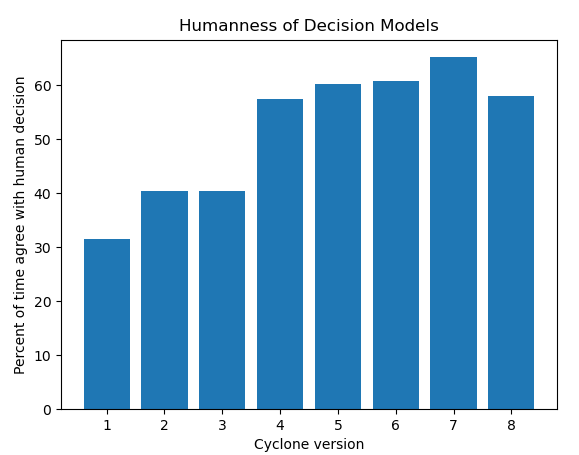 Humanness of Decision Models
Percent of time agree with human decision
60
50
40
30
20
10
0
1 2 3 4 5 6 7 8
Cyclone version